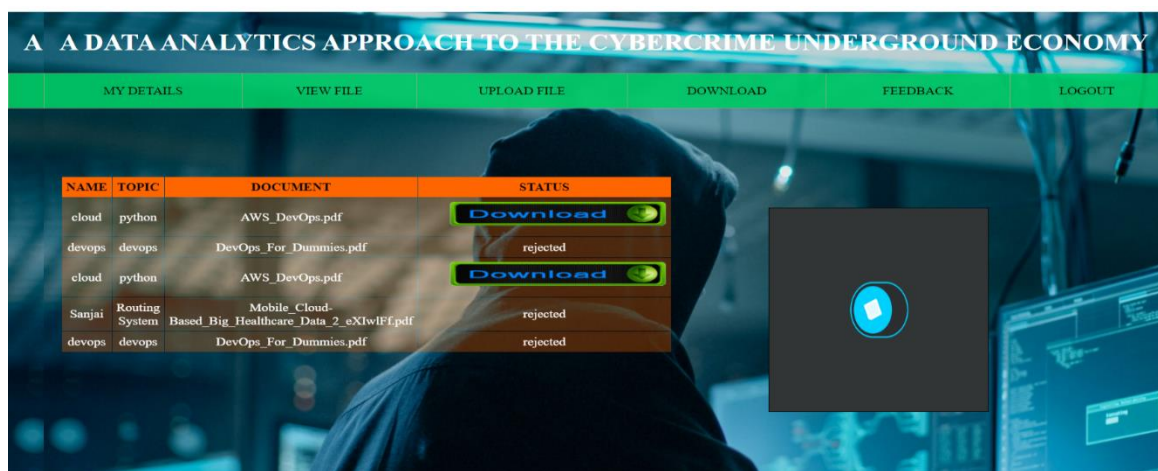 A A DATA ANALYTICS APPROACH TO THE CYBERCRIME UNDERGROUND ECONOMY
MY DETAILS VIEW FILE UPLOAD FILE DOWNLOAD FEEDBACK LOGOUT
NAME TOPIC DOCUMENT STATUS
cloud python AWS_DevOps.pdf Download
devops devops DevOps_For_Dummies.pdf rejected
cloud python AWS_DevOps.pdf Download
Sanjai Routing System Mobile_Cloud-Based_Big_Healthcare_Data_2_eXIwlFf.pdf rejected
devops devops DevOps_For_Dummies.pdf rejected